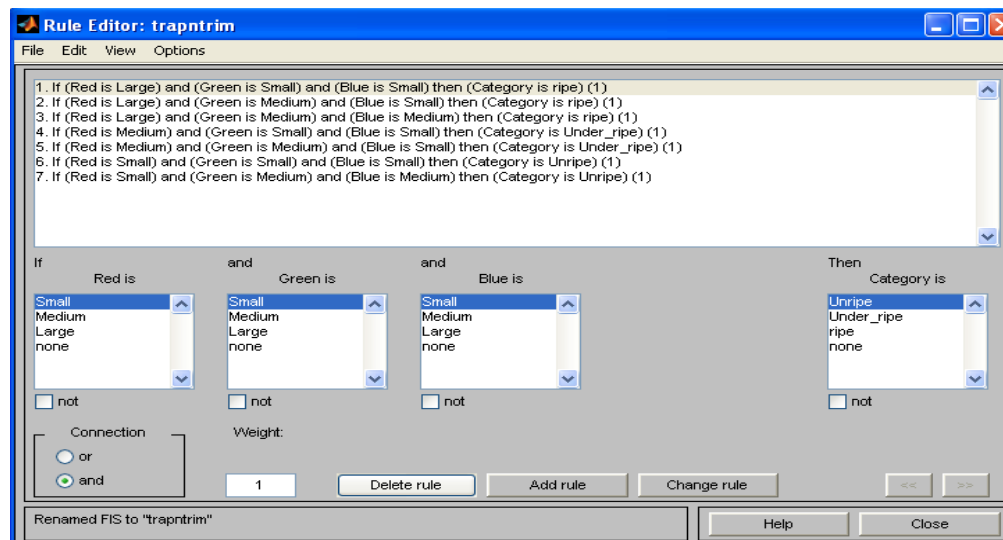 Rule Editor: trapntrim
File Edit View Options
1. If (Red is Large) and (Green is Small) and (Blue is Small) then (Category is ripe) (1)
2. If (Red is Large) and (Green is Medium) and (Blue is Small) then (Category is ripe) (1)
3. If (Red is Large) and (Green is Medium) and (Blue is Medium) then (Category is ripe) (1)
4. If (Red is Medium) and (Green is Small) and (Blue is Small) then (Category is Under_ripe) (1)
5. If (Red is Medium) and (Green is Medium) and (Blue is Small) then (Category is Under_ripe) (1)
6. If (Red is Small) and (Green is Small) and (Blue is Small) then (Category is Unripe) (1)
7. If (Red is Small) and (Green is Medium) and (Blue is Medium) then (Category is Unripe) (1)
If and and Then
Red is Green is Blue is Category is
Small Small Small Unripe
Medium Medium Medium Under_ripe
Large Large Large ripe
none none none none
not not not not
Connection Weight:
or
and 1 Delete rule Add rule Change rule << >>
Renamed FIS to "trapntrim" Help Close